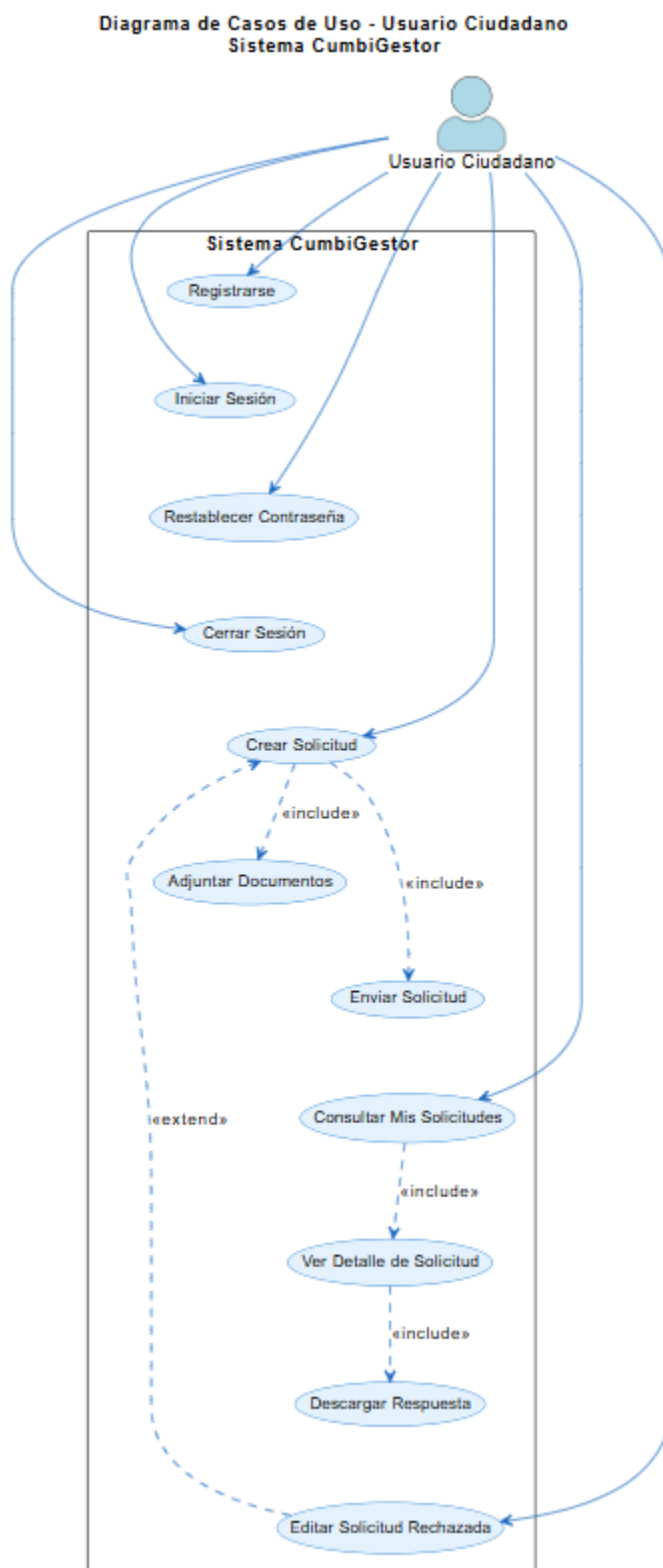 Diagrama de Casos de Uso - Usuario Ciudadano
Sistema CumbiGestor
Usuario Ciudadano
Sistema CumbiGestor
Registrarse
Iniciar Sesión
Restablecer Contraseña
Cerrar Sesión
Crear Solicitud
«include»
Adjuntar Documentos
«include»
Enviar Solicitud
Consultar Mis Solicitudes
«extend»
«include»
Ver Detalle de Solicitud
«include»
Descargar Respuesta
Editar Solicitud Rechazada